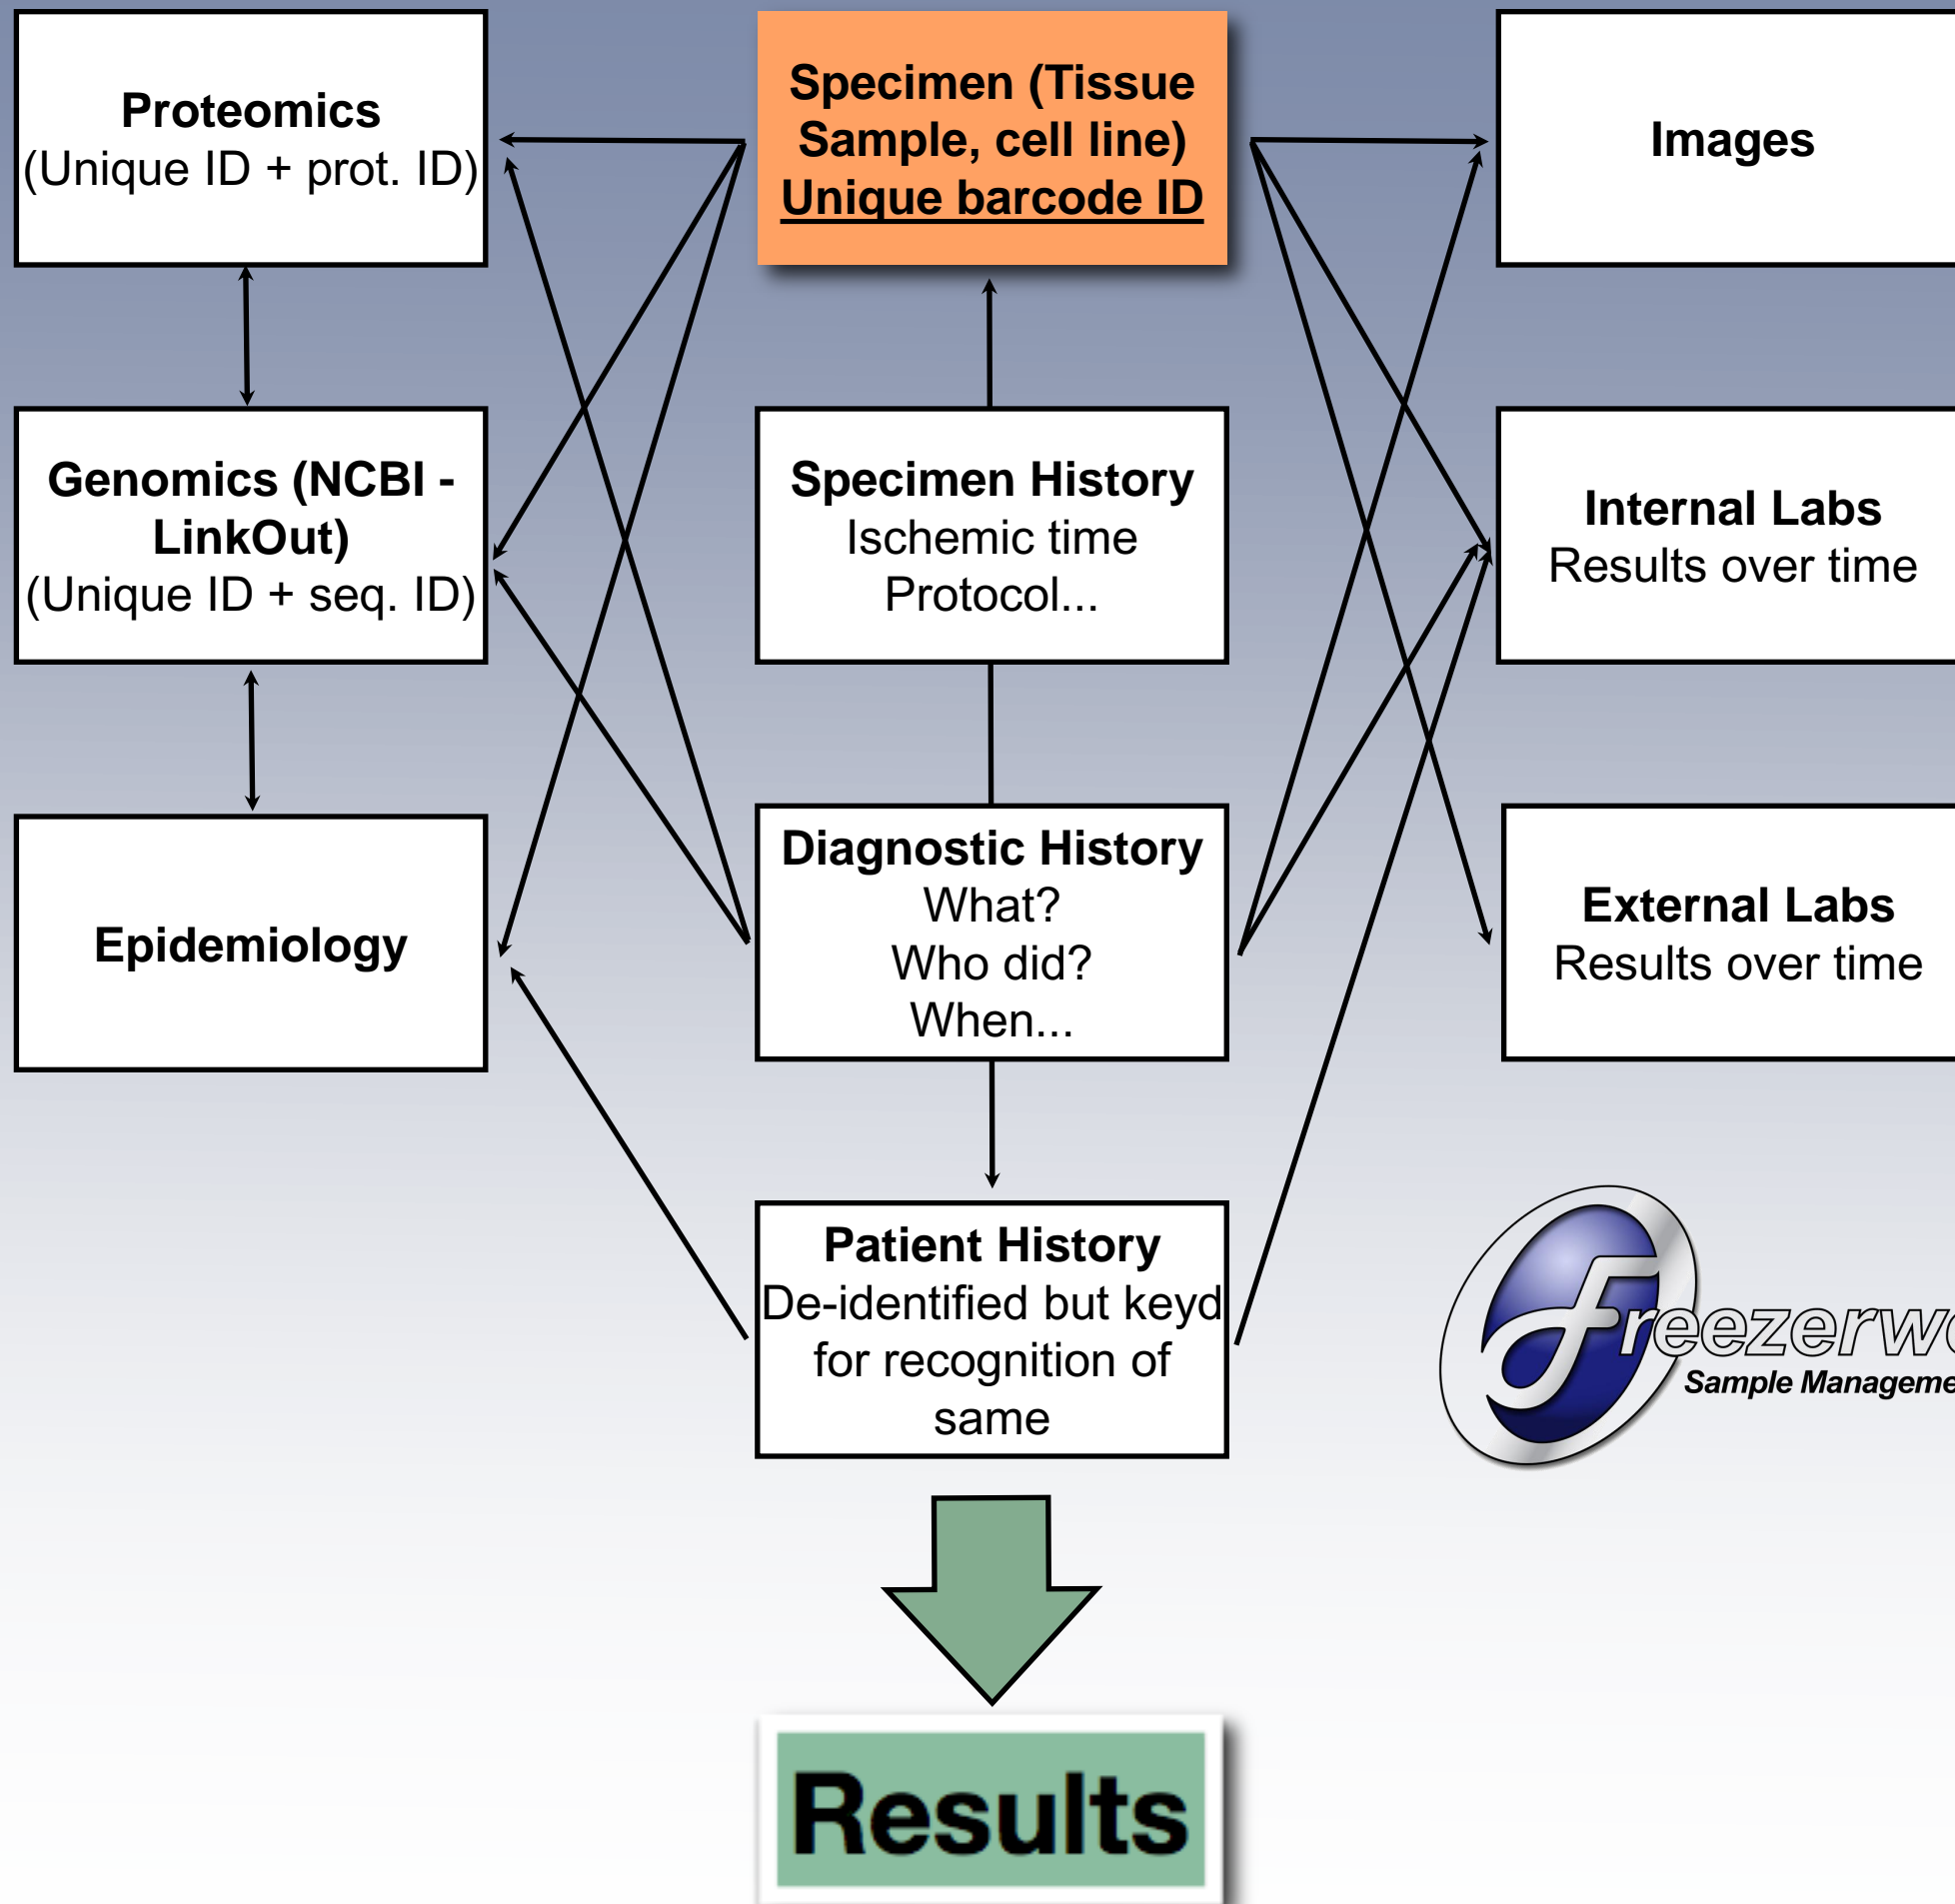 Proteomics
(Unique ID + prot. ID)
Specimen (Tissue
Sample, cell line)
Unique barcode ID
Images
Genomics (NCBI -
LinkOut)
(Unique ID + seq. ID)
Specimen History
Ischemic time
Protocol...
Internal Labs
Results over time
Epidemiology
Diagnostic History
What?
Who did?
When...
External Labs
Results over time
Patient History
De-identified but keyd
for recognition of
same
Sample
Results